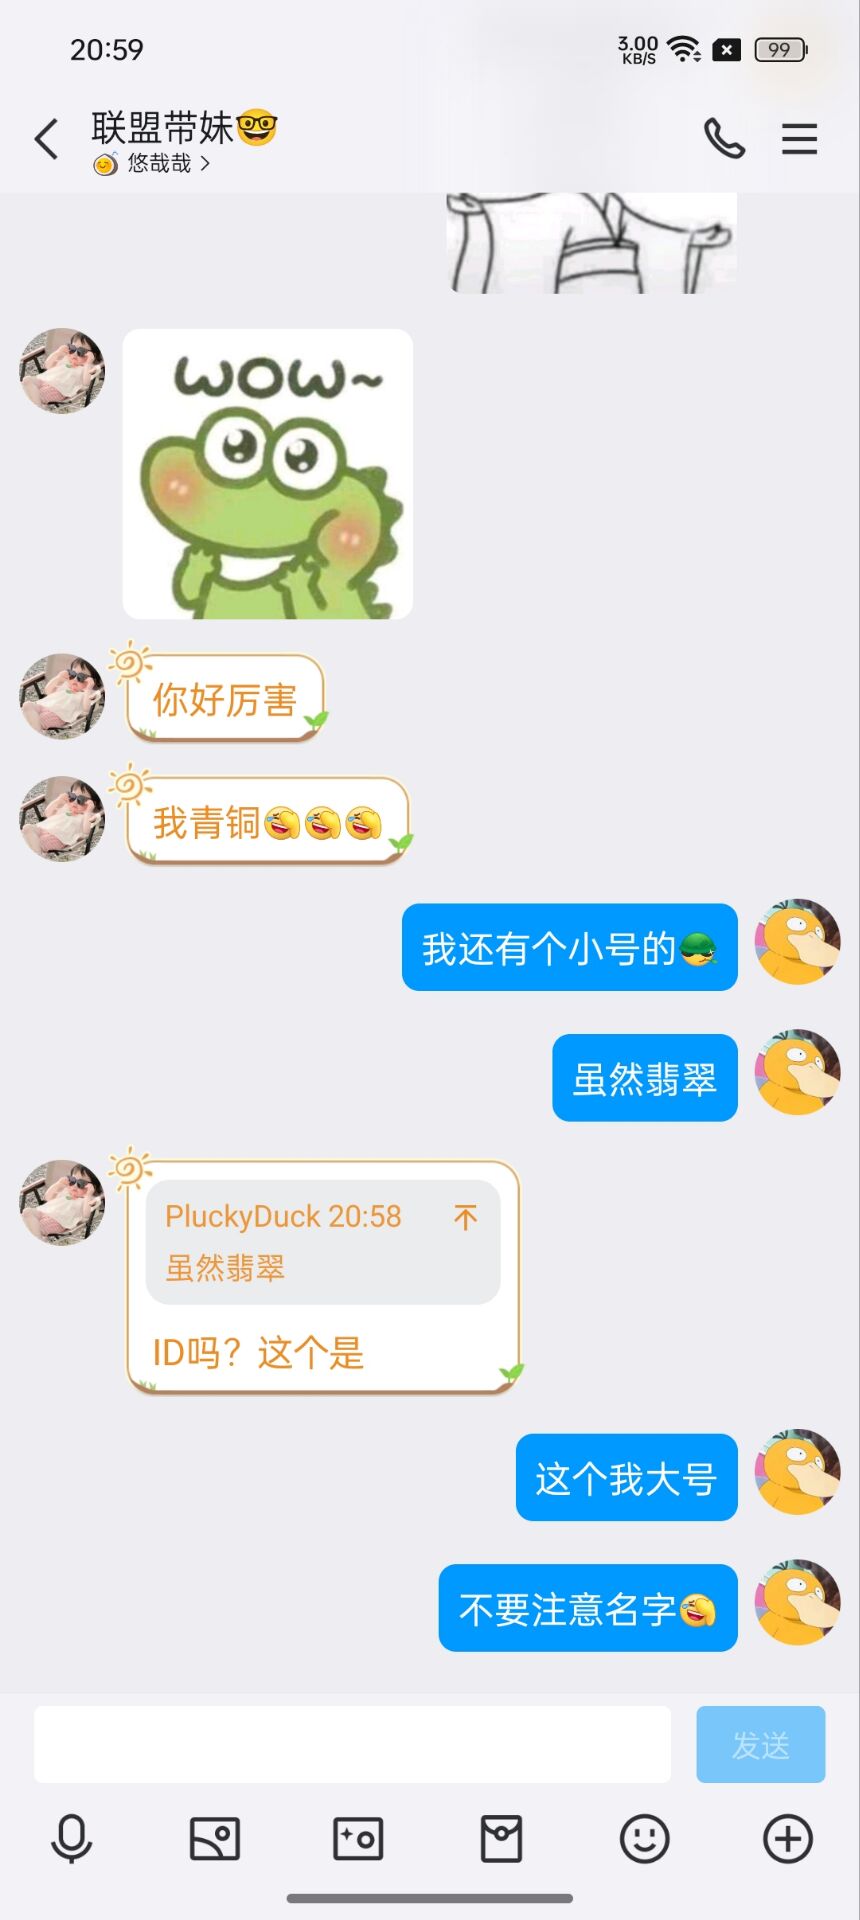 20:59
3.00
KB/S
99
联盟带妹
悠哉哉
WOW~
你好厉害
我青铜
我还有个小号的
虽然翡翠
PluckyDuck 20:58
虽然翡翠
ID吗？这个是
这个我大号
不要注意名字
发送